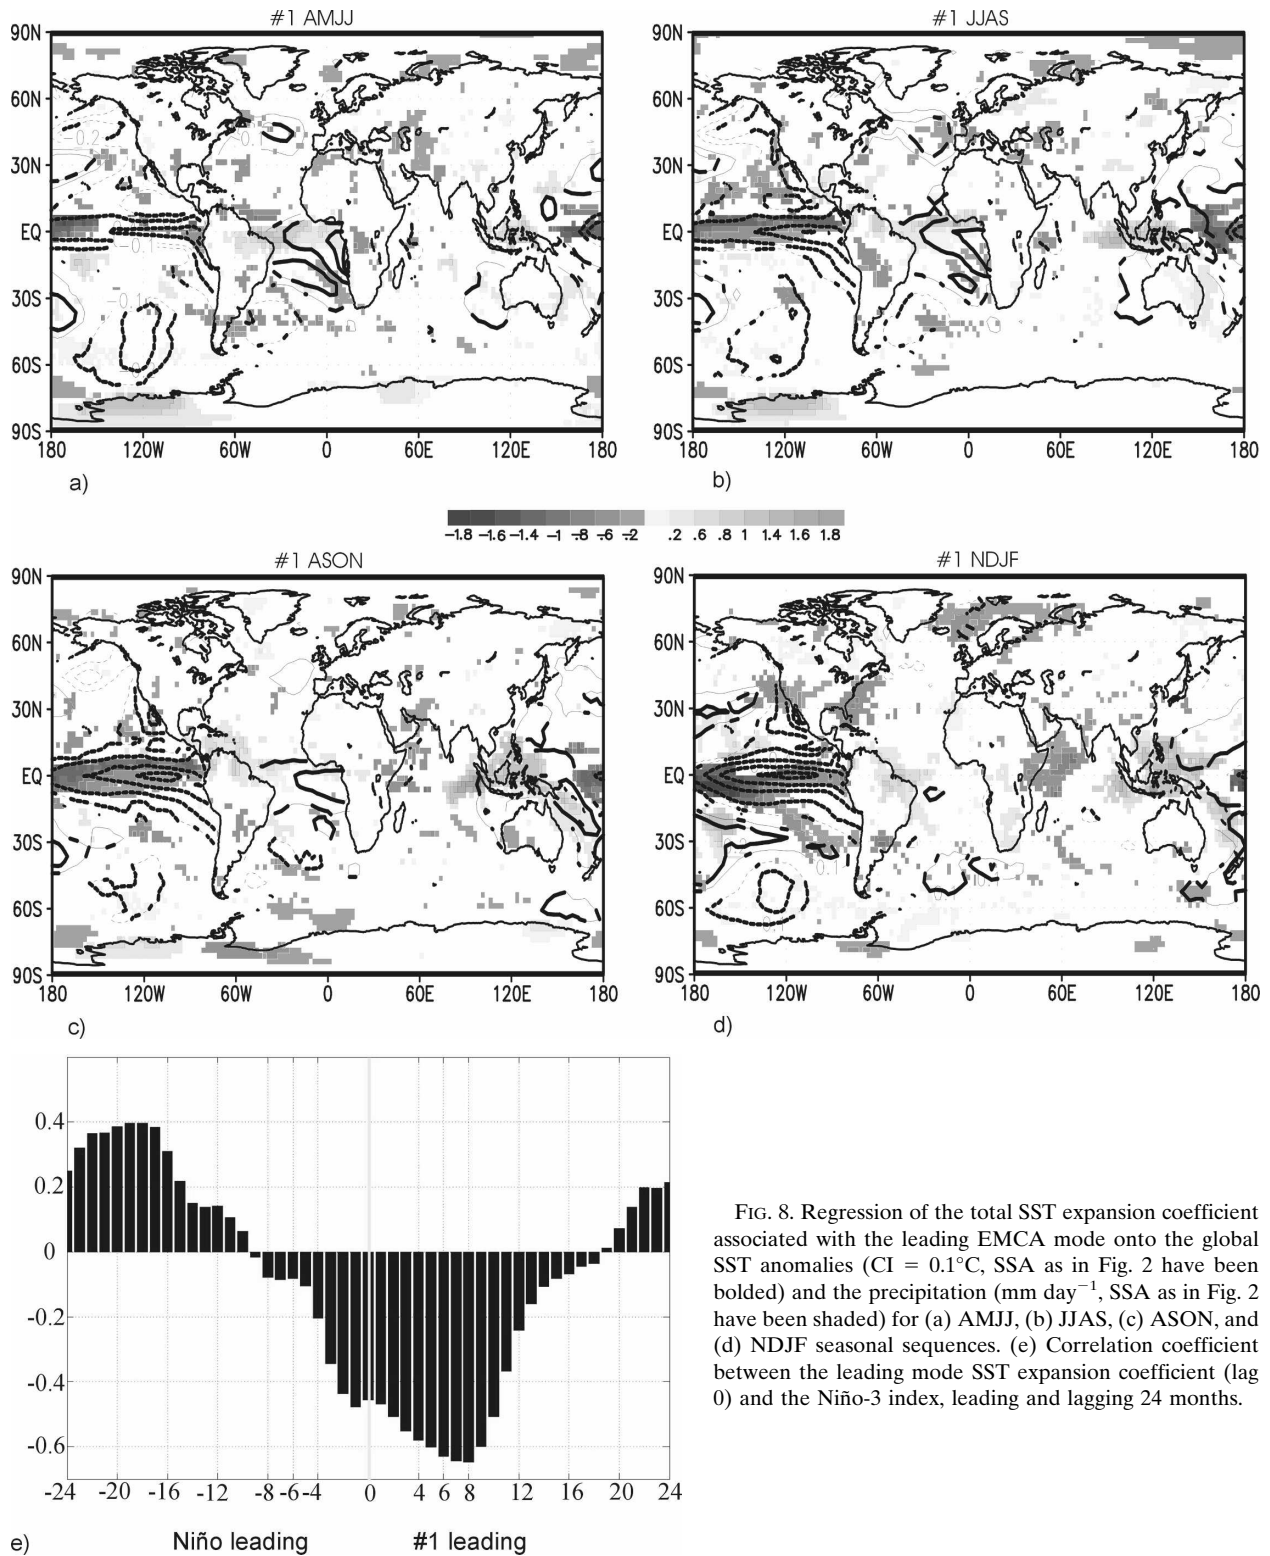 #1 AMJJ
#1 JJAS
90N
60N
30N
EQ
30S
60S
90S
180 120W 60W 0 60E 120E 180
a)
90N
60N
30N
EQ
30S
60S
90S
180 120W 60W 0 60E 120E 180
b)
-1.8 -1.6 -1.4 -1 -.8 -.6 -.2 .2 .6 .8 1 1.4 1.6 1.8
#1 ASON
#1 NDJF
90N
60N
30N
EQ
30S
60S
90S
180 120W 60W 0 60E 120E 180
c)
90N
60N
30N
EQ
30S
60S
90S
180 120W 60W 0 60E 120E 180
d)
0.4
0.2
0
-0.2
-0.4
-0.6
-24 -20 -16 -12 -8 -6 -4 0 4 6 8 12 16 20 24
Niño leading #1 leading
e)
FIG. 8. Regression of the total SST expansion coefficient
associated with the leading EMCA mode onto the global
SST anomalies (CI = 0.1°C, SSA as in Fig. 2 have been
bolded) and the precipitation (mm day⁻¹, SSA as in Fig. 2
have been shaded) for (a) AMJJ, (b) JJAS, (c) ASON, and
(d) NDJF seasonal sequences. (e) Correlation coefficient
between the leading mode SST expansion coefficient (lag
0) and the Niño-3 index, leading and lagging 24 months.